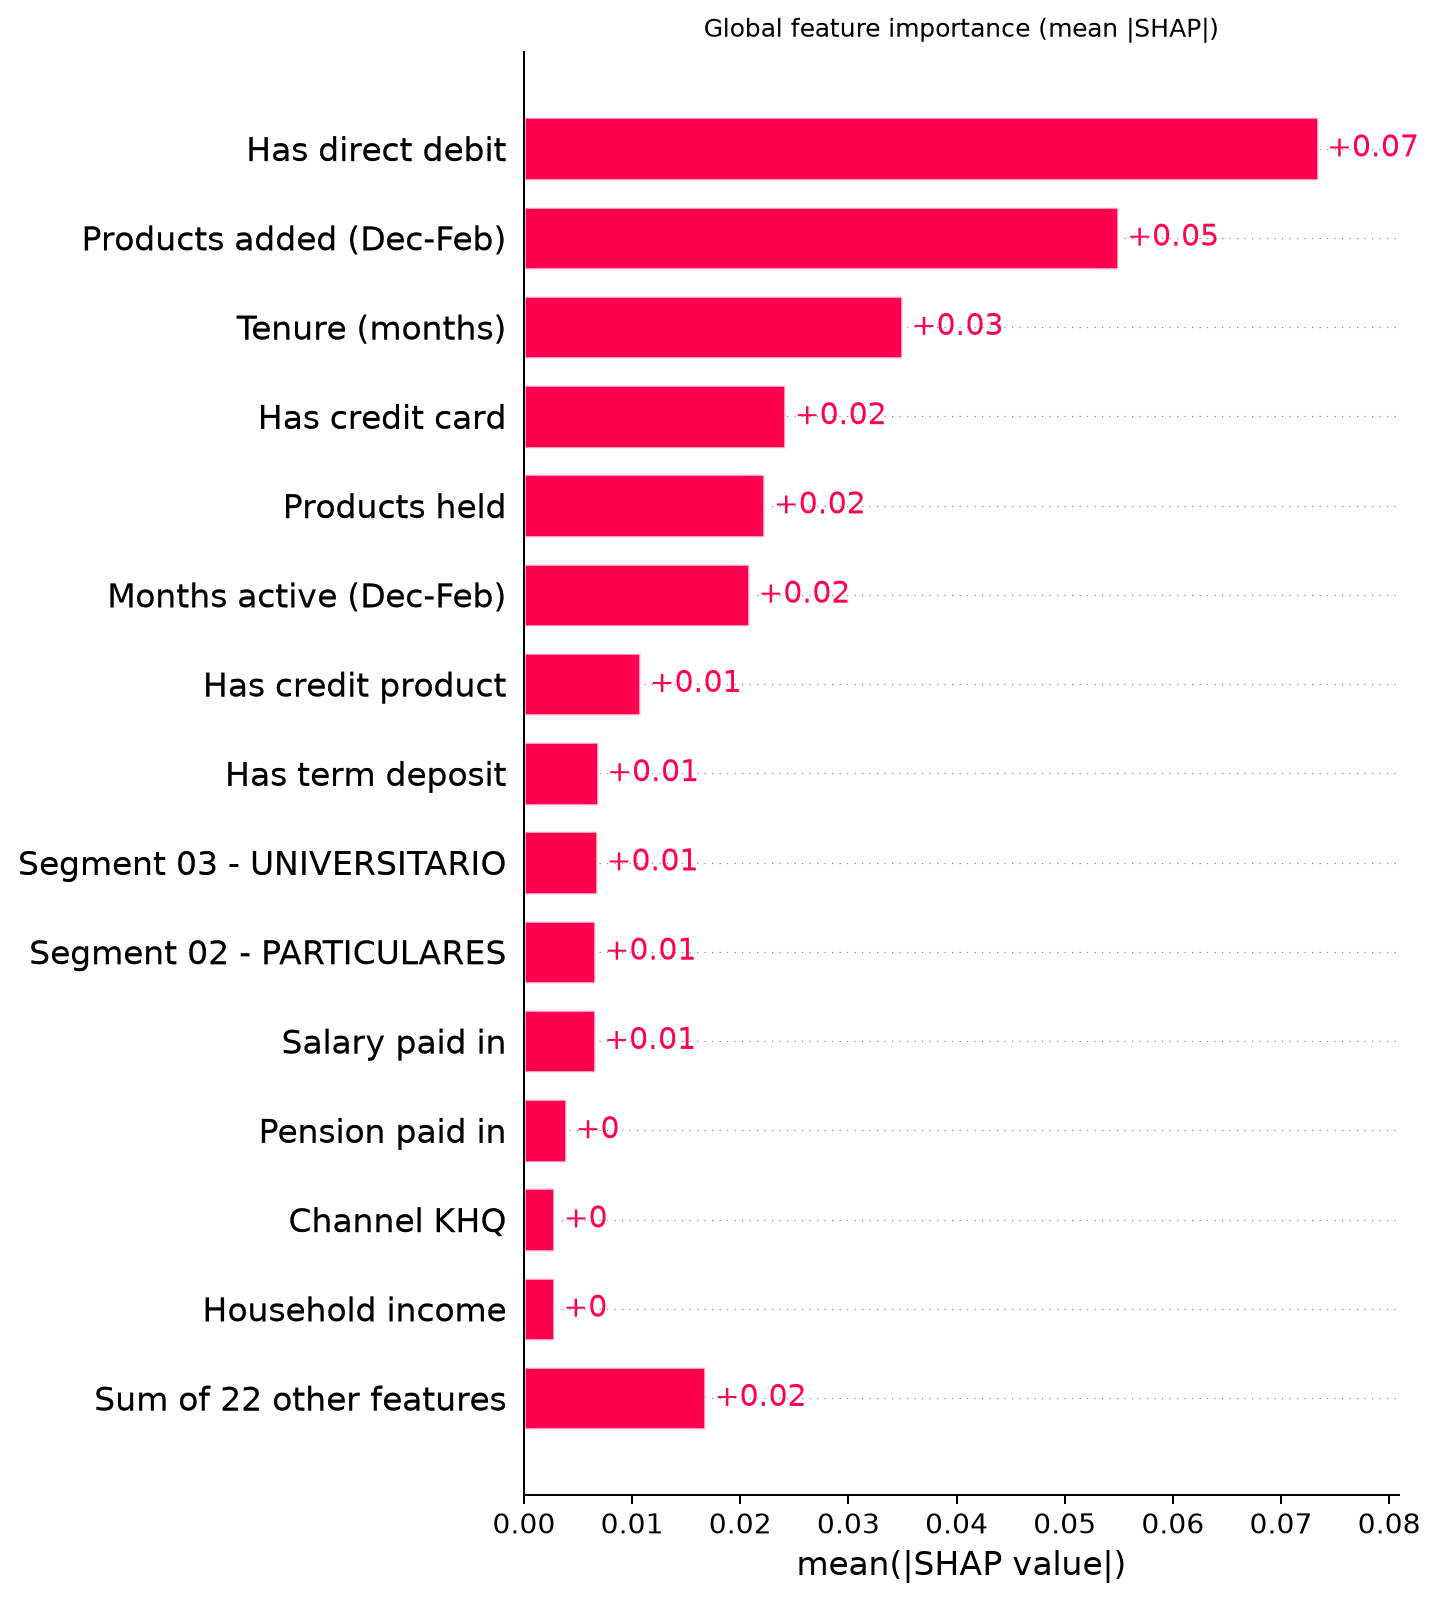 Global feature importance (mean |SHAP|)
Has direct debit +0.07
Products added (Dec-Feb) +0.05
Tenure (months) +0.03
Has credit card +0.02
Products held +0.02
Months active (Dec-Feb) +0.02
Has credit product +0.01
Has term deposit +0.01
Segment 03 - UNIVERSITARIO +0.01
Segment 02 - PARTICULARES +0.01
Salary paid in +0.01
Pension paid in +0
Channel KHQ +0
Household income +0
Sum of 22 other features +0.02
0.00 0.01 0.02 0.03 0.04 0.05 0.06 0.07 0.08
mean(|SHAP value|)